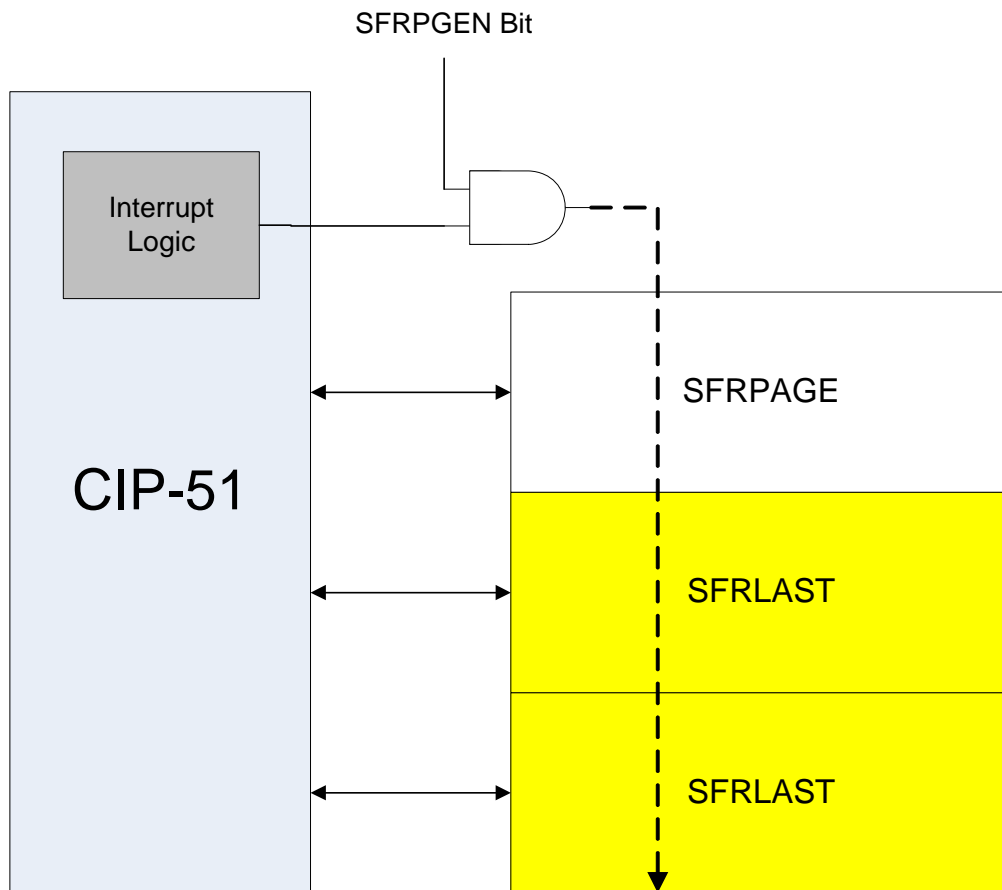 SFRPGEN Bit
Interrupt
Logic
SFRPAGE
CIP-51
SFRLAST
SFRLAST